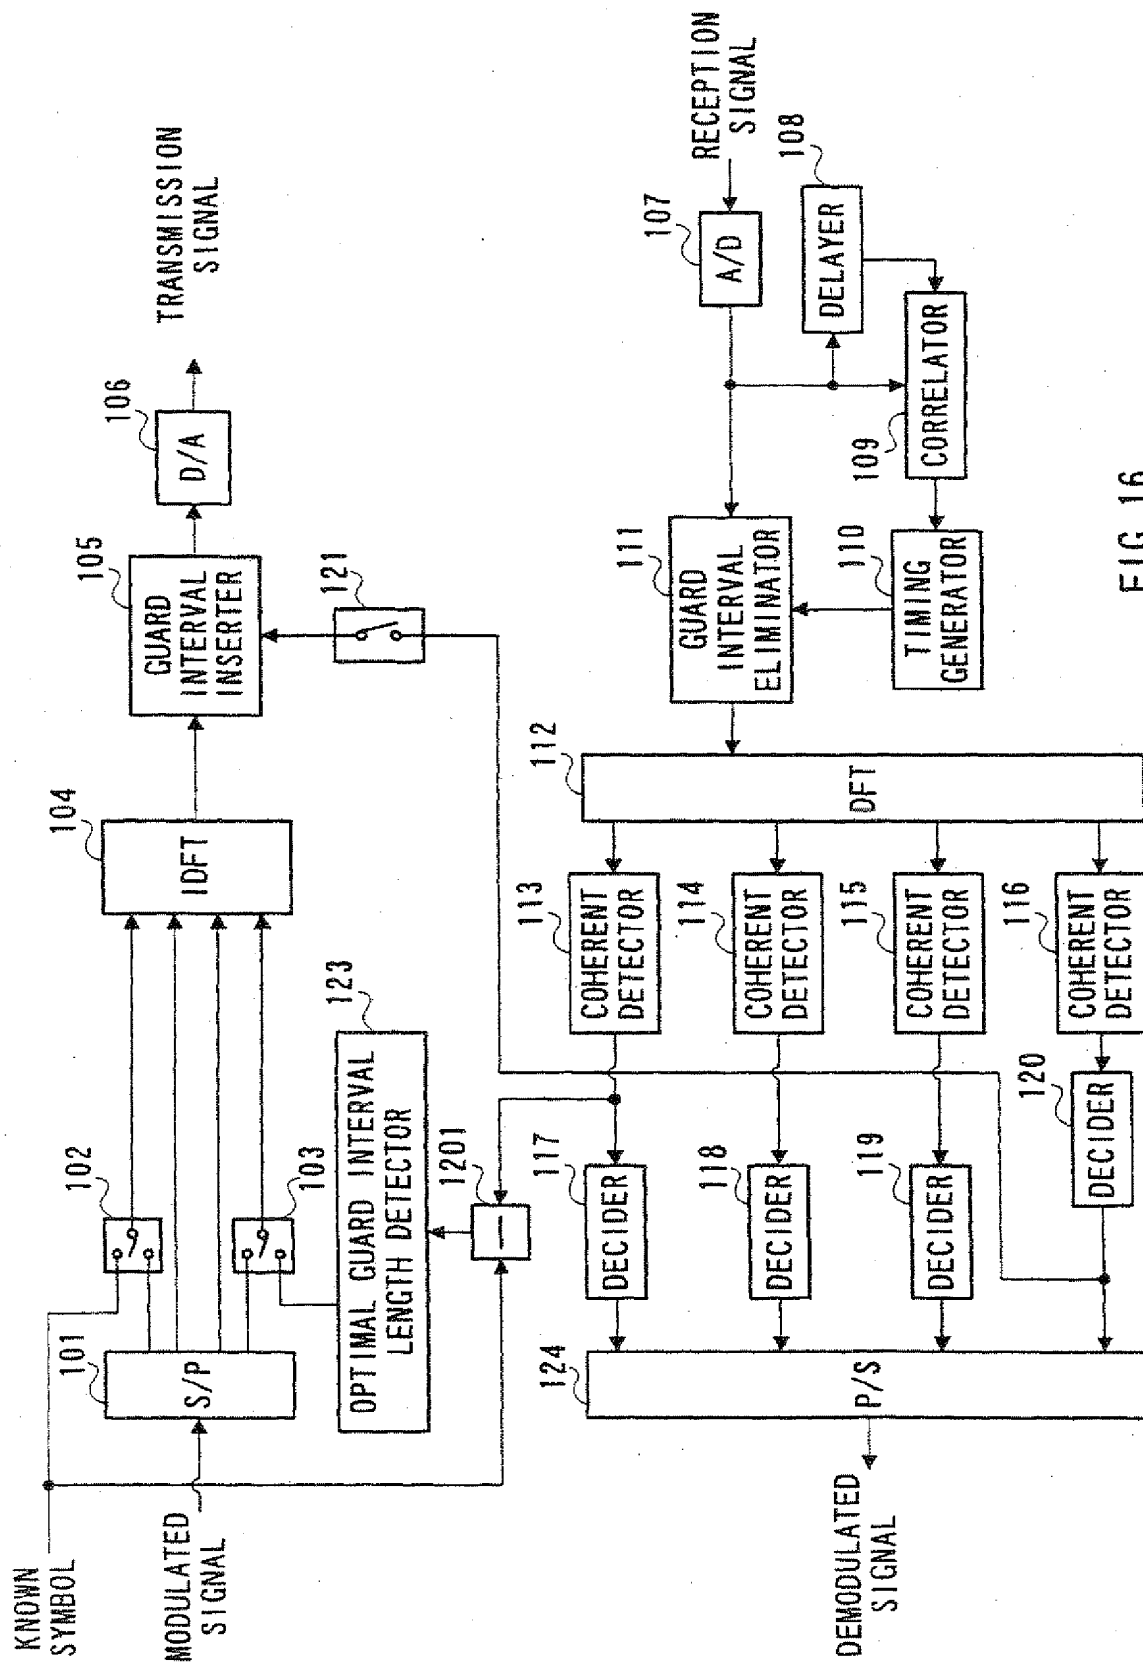 KNOWN
SYMBOL
MODULATED
SIGNAL
101
S/P
102
103
104
IDFT
105
GUARD
INTERVAL
INSERTER
106
D/A
TRANSMISSION
SIGNAL
121
123
OPTIMAL GUARD INTERVAL
LENGTH DETECTOR
1201
RECEPTION
SIGNAL
107
A/D
108
DELAYER
109
CORRELATOR
110
TIMING
GENERATOR
111
GUARD
INTERVAL
ELIMINATOR
112
DFT
113
COHERENT
DETECTOR
114
COHERENT
DETECTOR
115
COHERENT
DETECTOR
116
COHERENT
DETECTOR
117
DECIDER
118
DECIDER
119
DECIDER
120
DECIDER
124
P/S
DEMODULATED
SIGNAL
FIG. 16